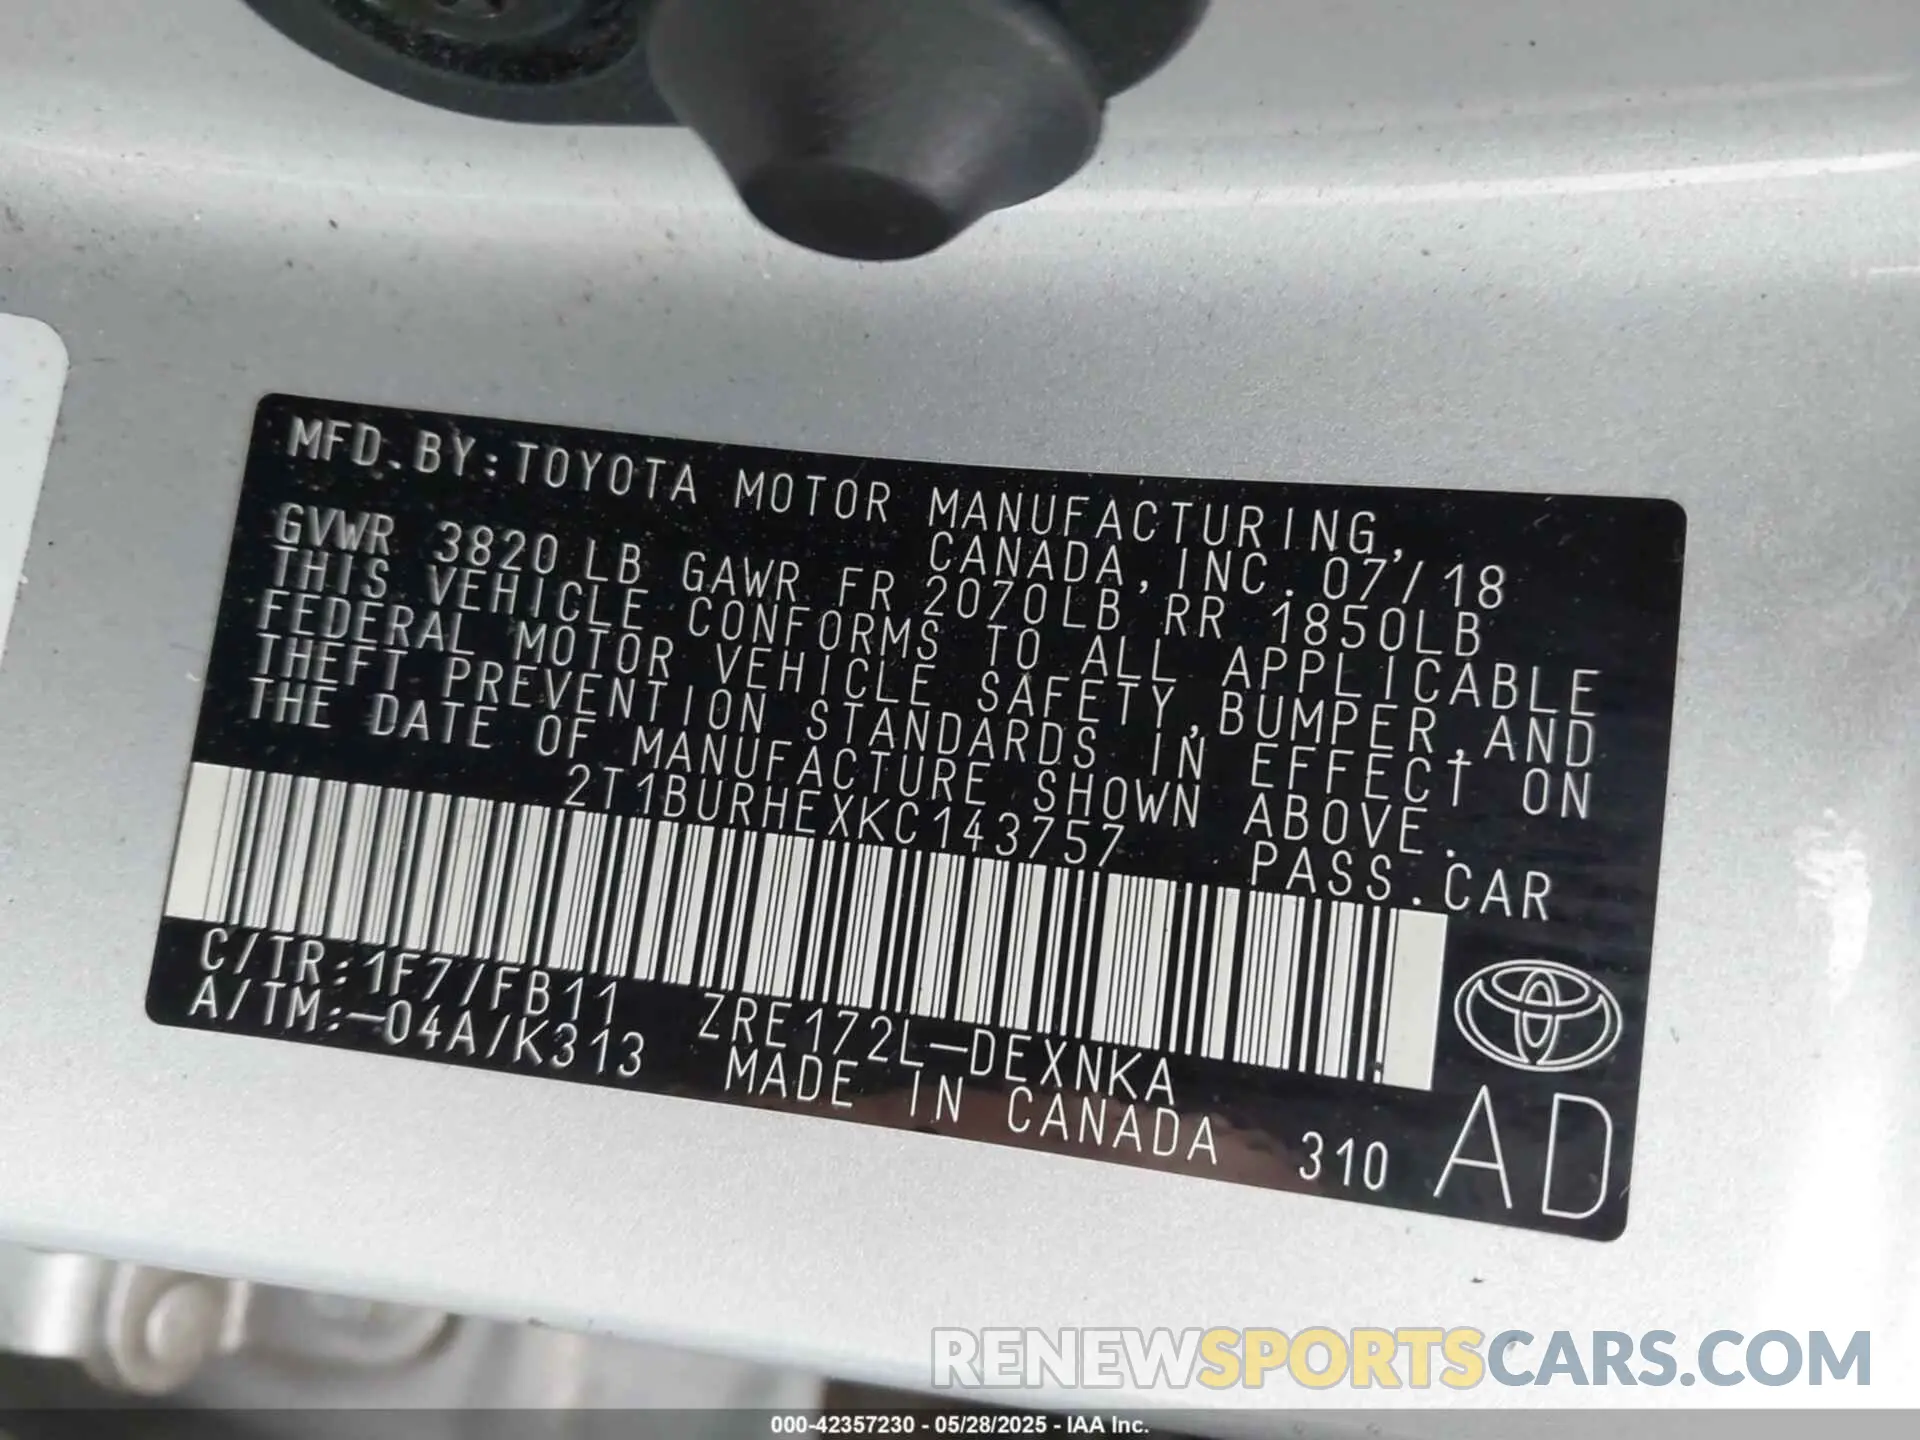 MFD.BY:TOYOTA MOTOR MANUFACTURING,
CANADA,INC.07/18
GVWR 3820LB GAWR FR 2070LB RR 1850LB
THIS VEHICLE CONFORMS TO ALL APPLICABLE
FEDERAL MOTOR VEHICLE SAFETY,BUMPER,AND
THEFT PREVENTION STANDARDS IN EFFECT ON
THE DATE OF MANUFACTURE SHOWN ABOVE.
2T1BURHEXKC143757 PASS.CAR
C/TR:1F7/FB11 ZRE172L-DEXNKA
A/TM:-04A/K313 MADE IN CANADA 310 AD
RENEWSPORTSCARS.COM
000-42357230 - 05/28/2025 - IAA Inc.